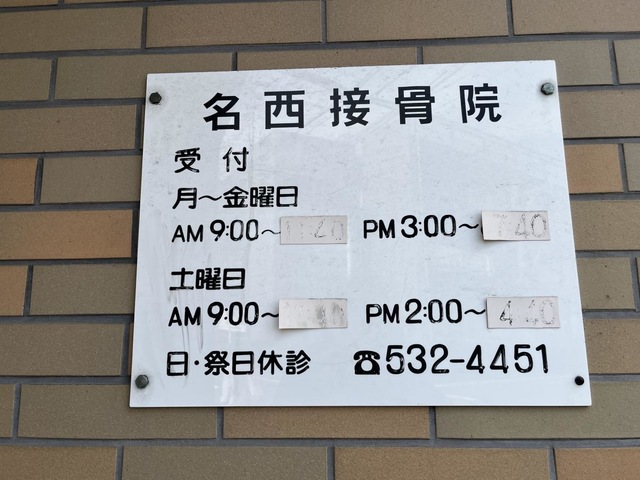 名西接骨院
受付
月～金曜日
AM 9:00～ PM 3:00～ :40
土曜日
AM 9:00～ PM 2:00～ 4:40
日・祭日休診 ☎532-4451